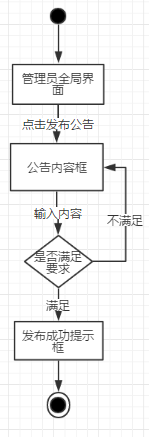 管理员全局界
面
点击发布公告
公告内容框
输入内容
不满足
是否满足
要求
满足
发布成功提示
框